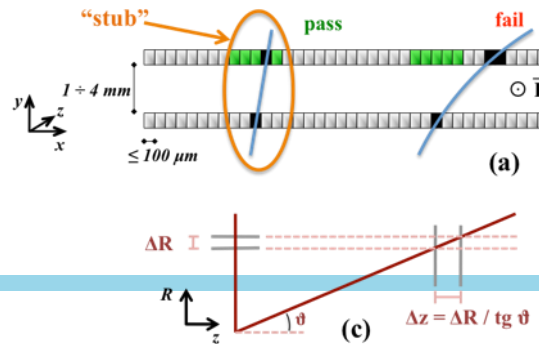 “stub”
pass
fail
1 ÷ 4 mm
y
z
x
≤ 100 μm
(a)
ΔR
R
z
ϑ
(c)
Δz = ΔR / tg ϑ